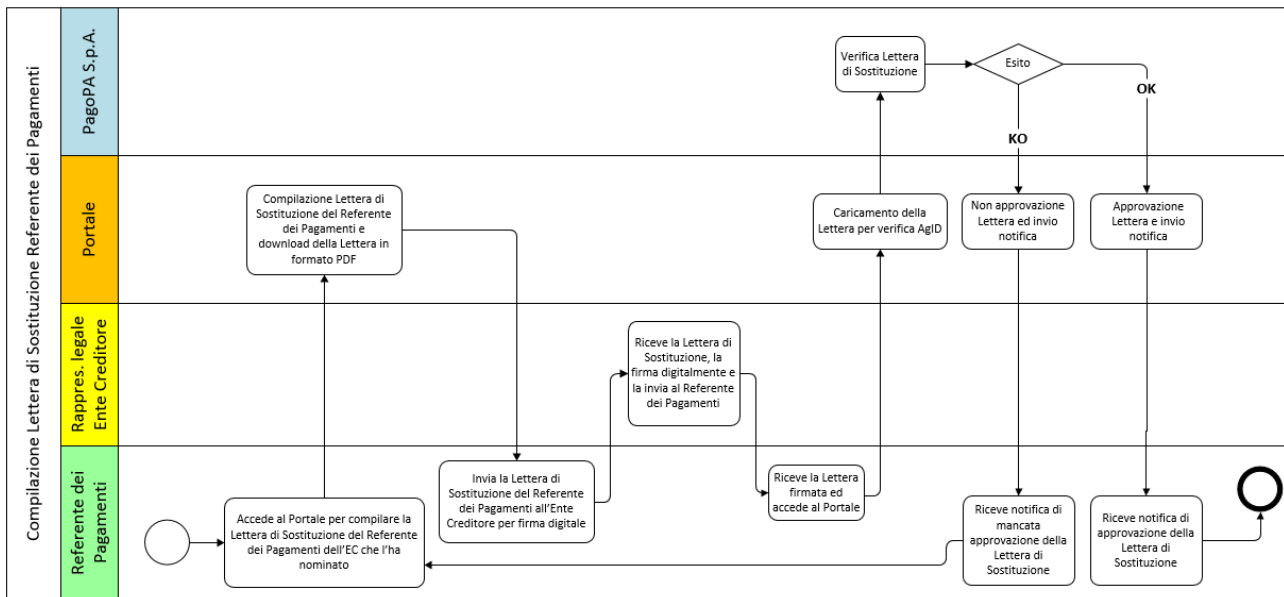 Compilazione Lettera di Sostituzione Referente dei Pagamenti
PagoPA S.p.A.
Verifica Lettera
di Sostituzione
Esito
OK
KO
Portale
Compilazione Lettera di
Sostituzione del Referente
dei Pagamenti e
download della Lettera in
formato PDF
Caricamento della
Lettera per verifica AgID
Non approvazione
Lettera ed invio
notifica
Approvazione
Lettera e invio
notifica
Rappres. legale
Ente Creditore
Riceve la Lettera di
Sostituzione, la
firma digitalmente e
la invia al Referente
dei Pagamenti
Referente dei
Pagamenti
Accede al Portale per compilare la
Lettera di Sostituzione del Referente
dei Pagamenti dell'EC che l'ha
nominato
Invia la Lettera di
Sostituzione del Referente
dei Pagamenti all'Ente
Creditore per firma digitale
Riceve la Lettera
firmata ed
accede al Portale
Riceve notifica di
mancata
approvazione della
Lettera di
Sostituzione
Riceve notifica di
approvazione della
Lettera di
Sostituzione